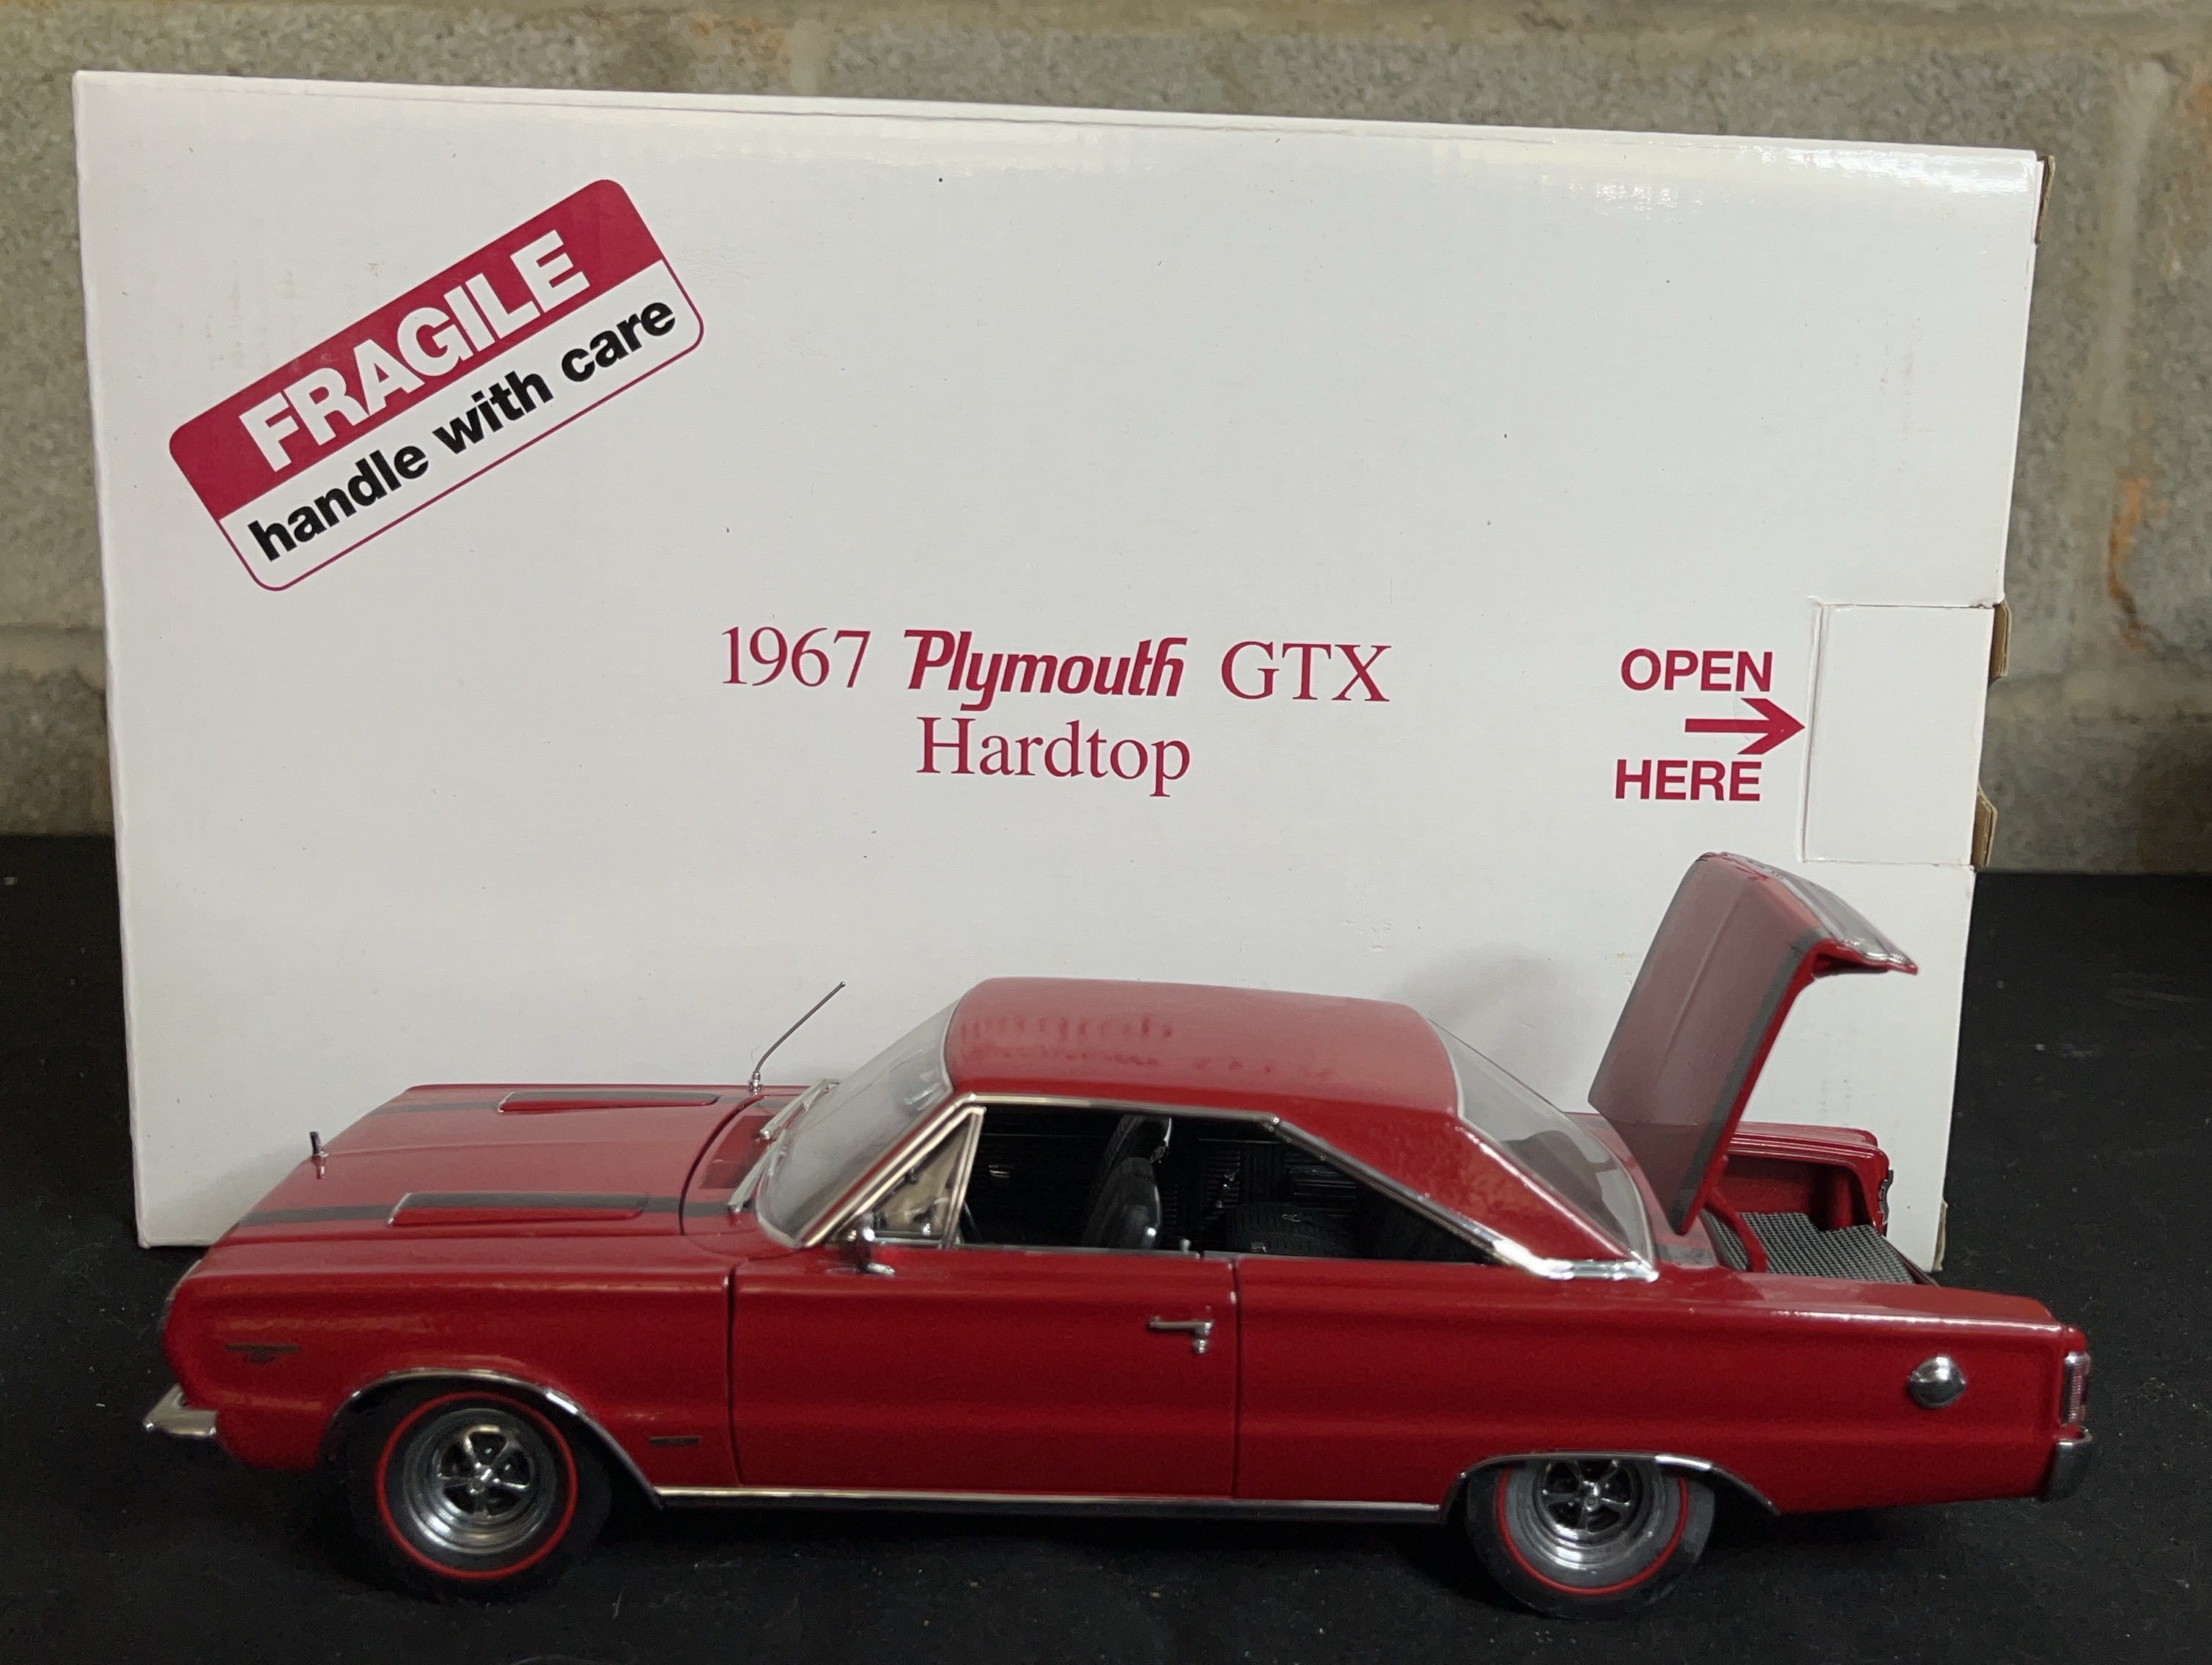 FRAGILE
handle with care
1967 Plymouth GTX
Hardtop
OPEN
HERE